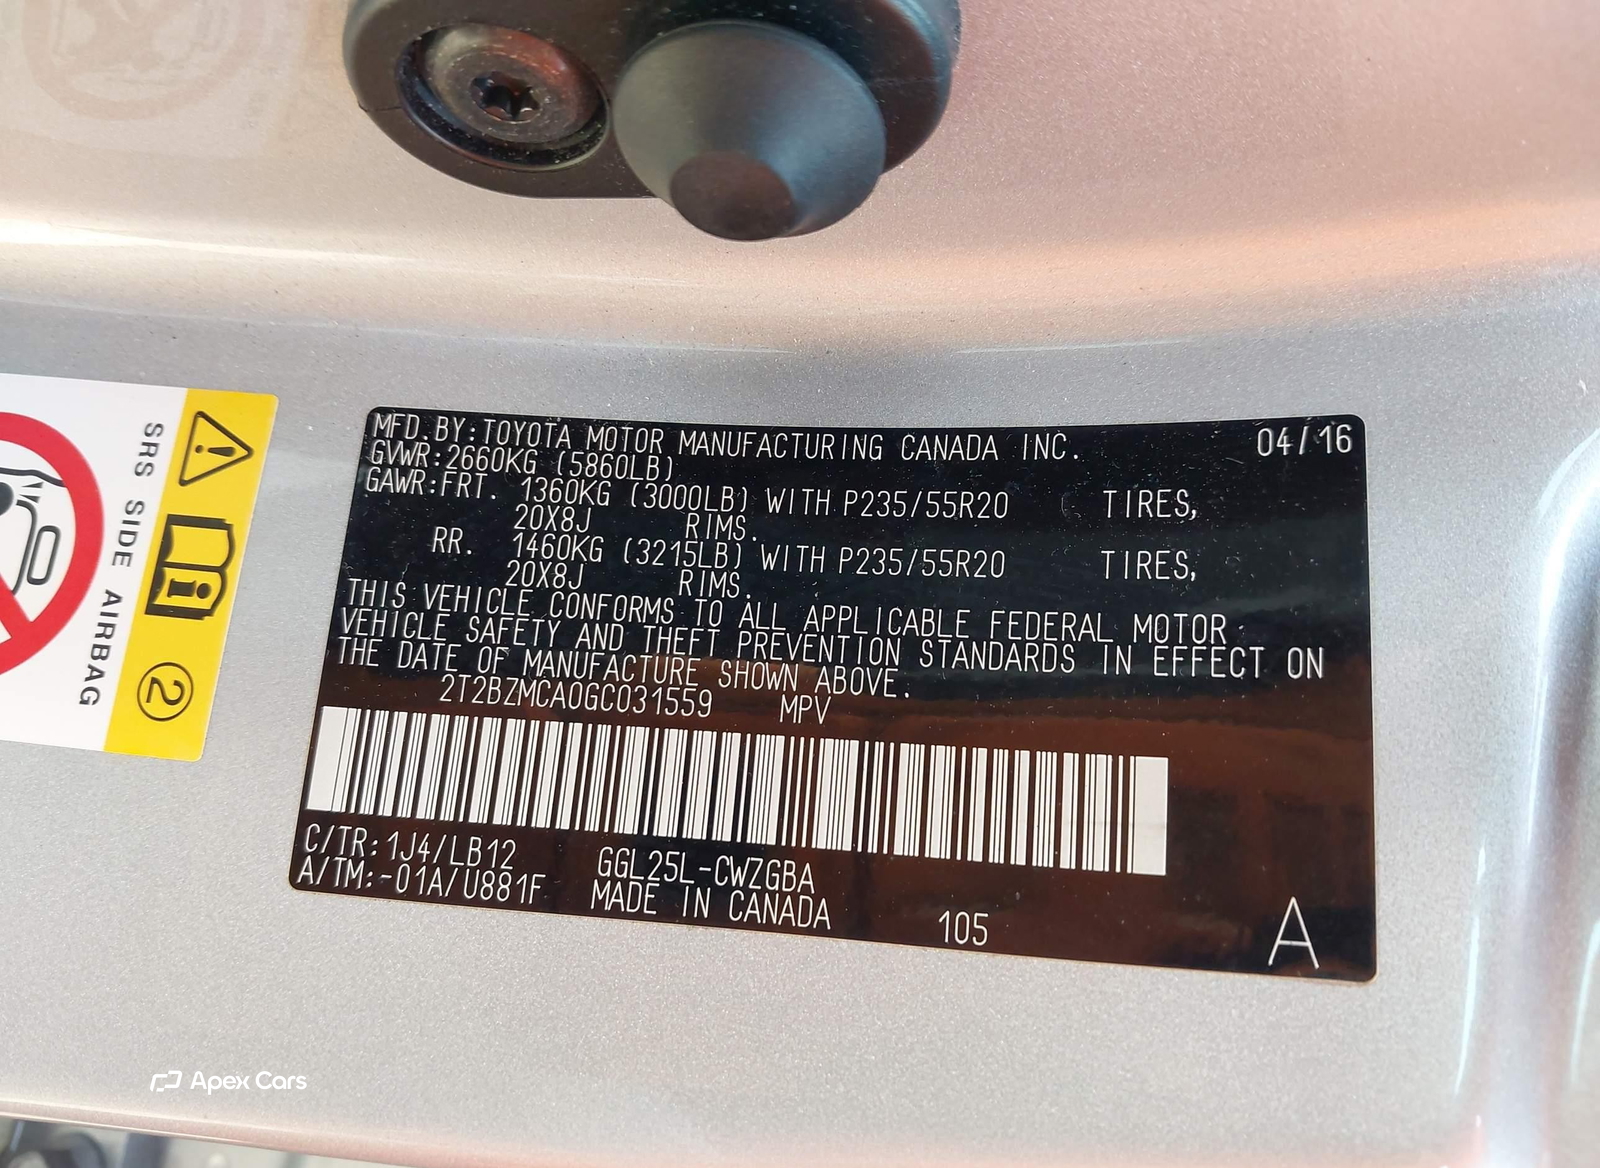 MFD.BY:TOYOTA MOTOR MANUFACTURING CANADA INC. 04/16
GVWR:2660KG (5860LB)
GAWR:FRT. 1360KG (3000LB) WITH P235/55R20 TIRES,
20X8J RIMS.
RR. 1460KG (3215LB) WITH P235/55R20 TIRES,
20X8J RIMS.
THIS VEHICLE CONFORMS TO ALL APPLICABLE FEDERAL MOTOR
VEHICLE SAFETY AND THEFT PREVENTION STANDARDS IN EFFECT ON
THE DATE OF MANUFACTURE SHOWN ABOVE.
2T2BZMCA0GC031559 MPV
C/TR:1J4/LB12 GGL25L-CWZGBA
A/TM:-01A/U881F MADE IN CANADA 105 A
SRS SIDE AIRBAG
2
Apex Cars